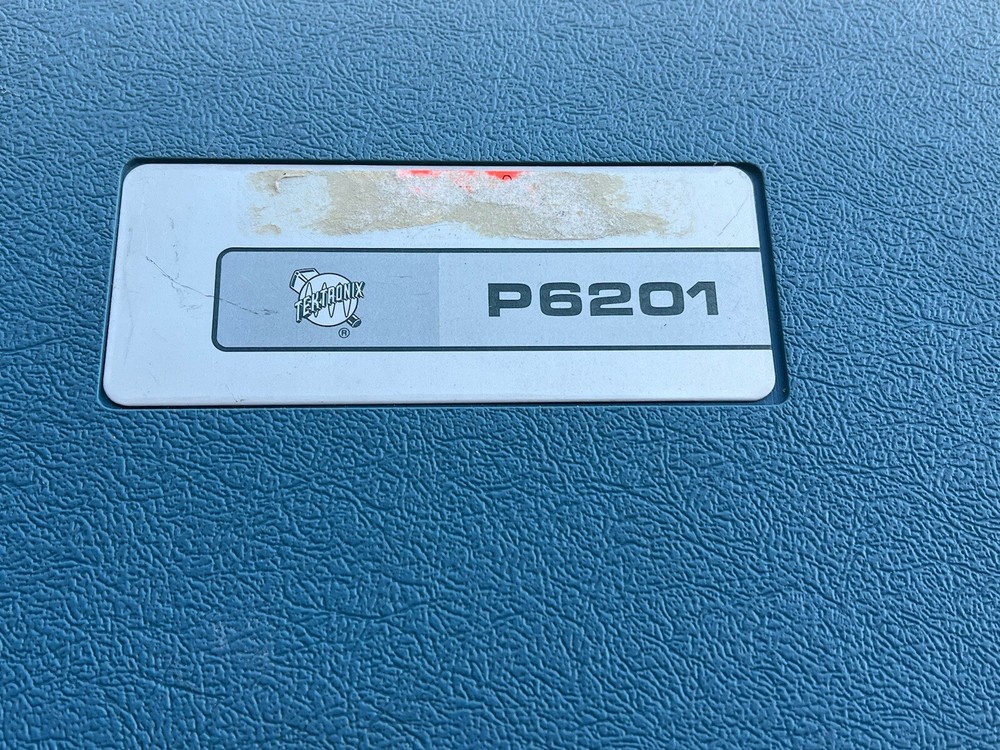 TEKTRONIX
®
P6201